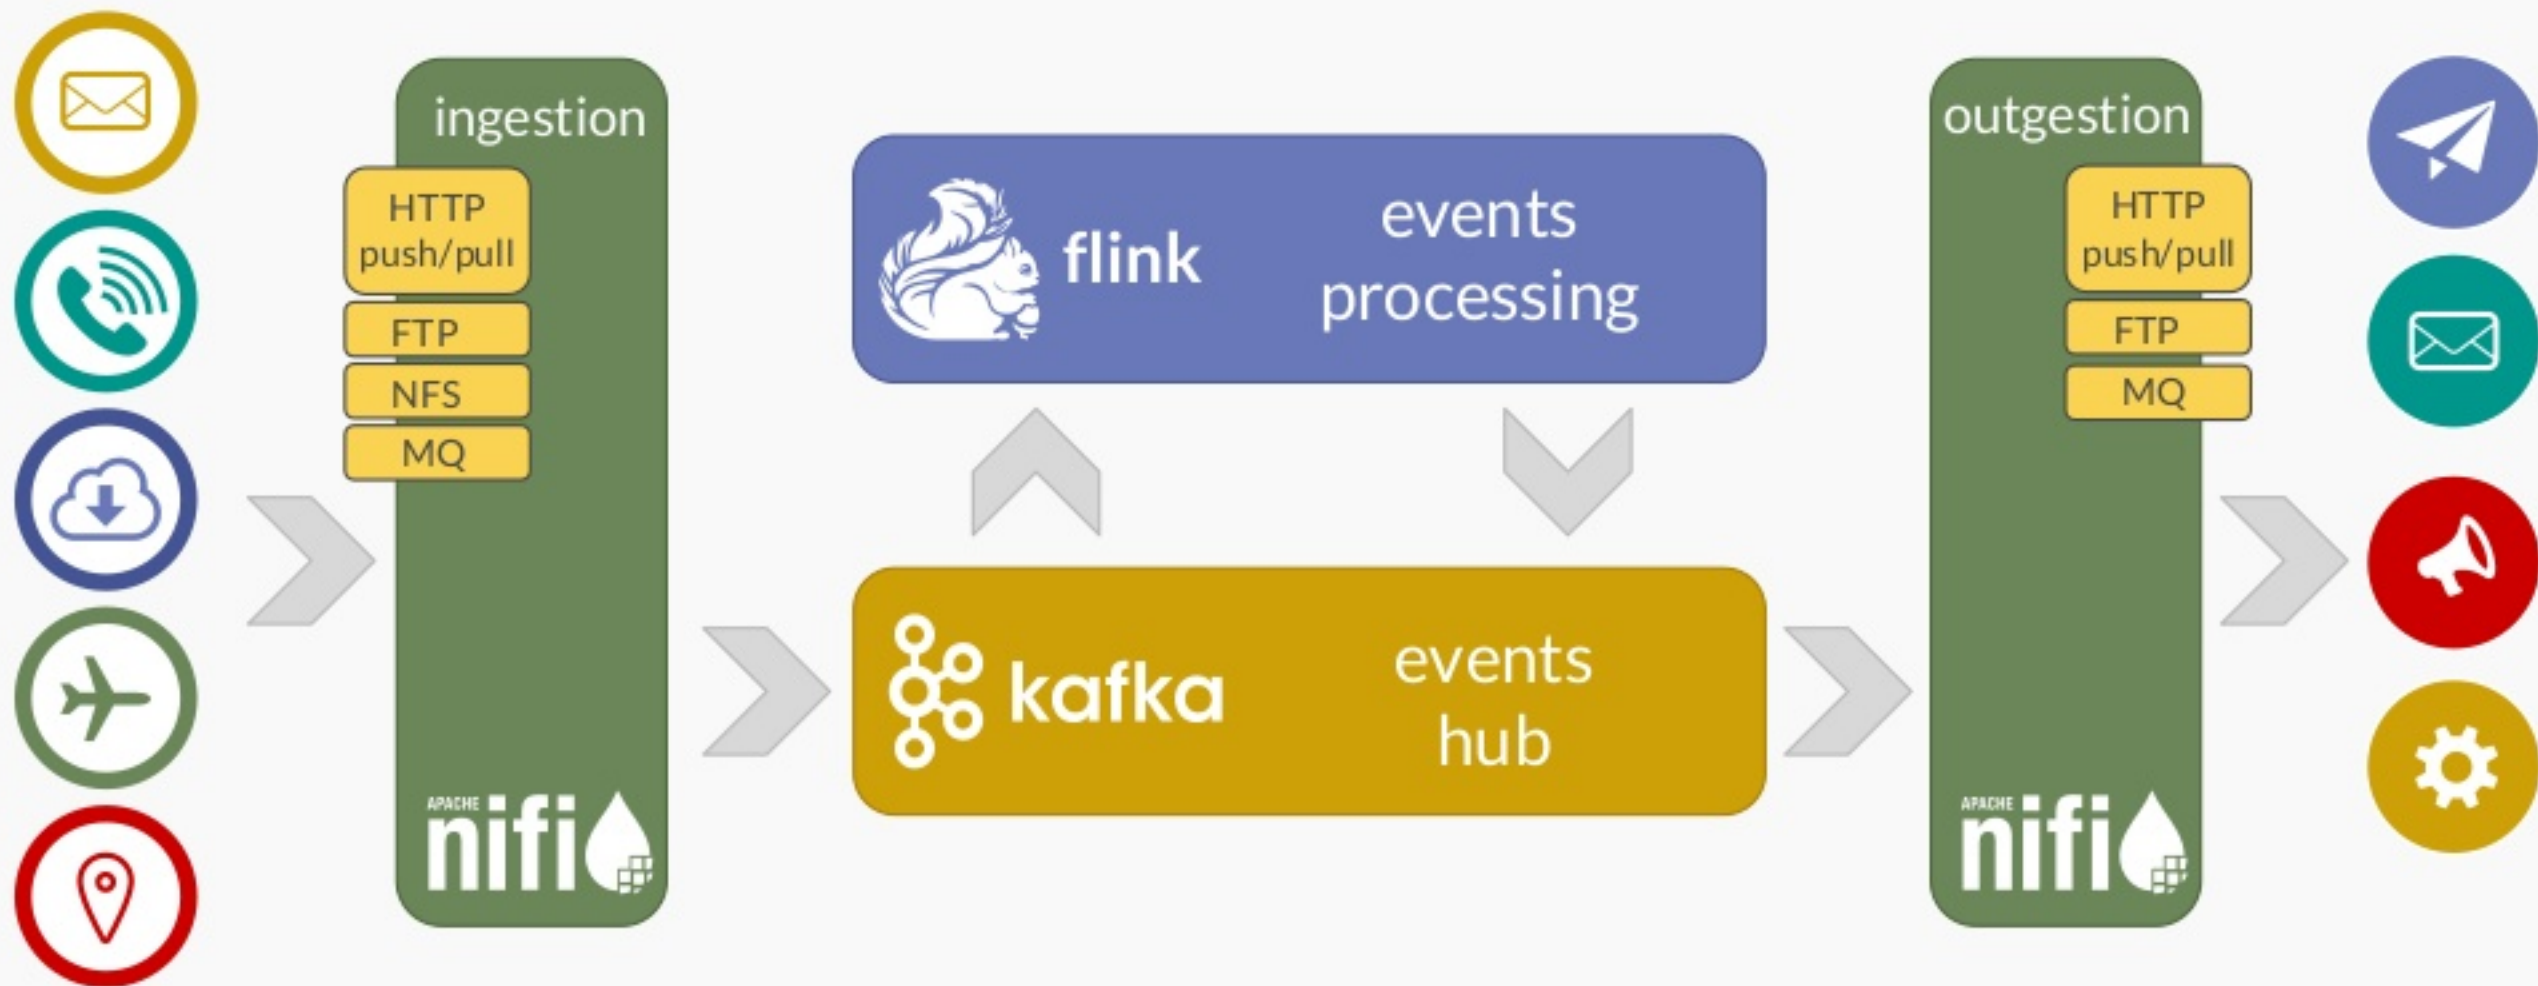 ingestion
HTTP
push/pull
FTP
NFS
MQ
APACHE
nifi
flink
events
processing
kafka
events
hub
outgestion
HTTP
push/pull
FTP
MQ
APACHE
nifi